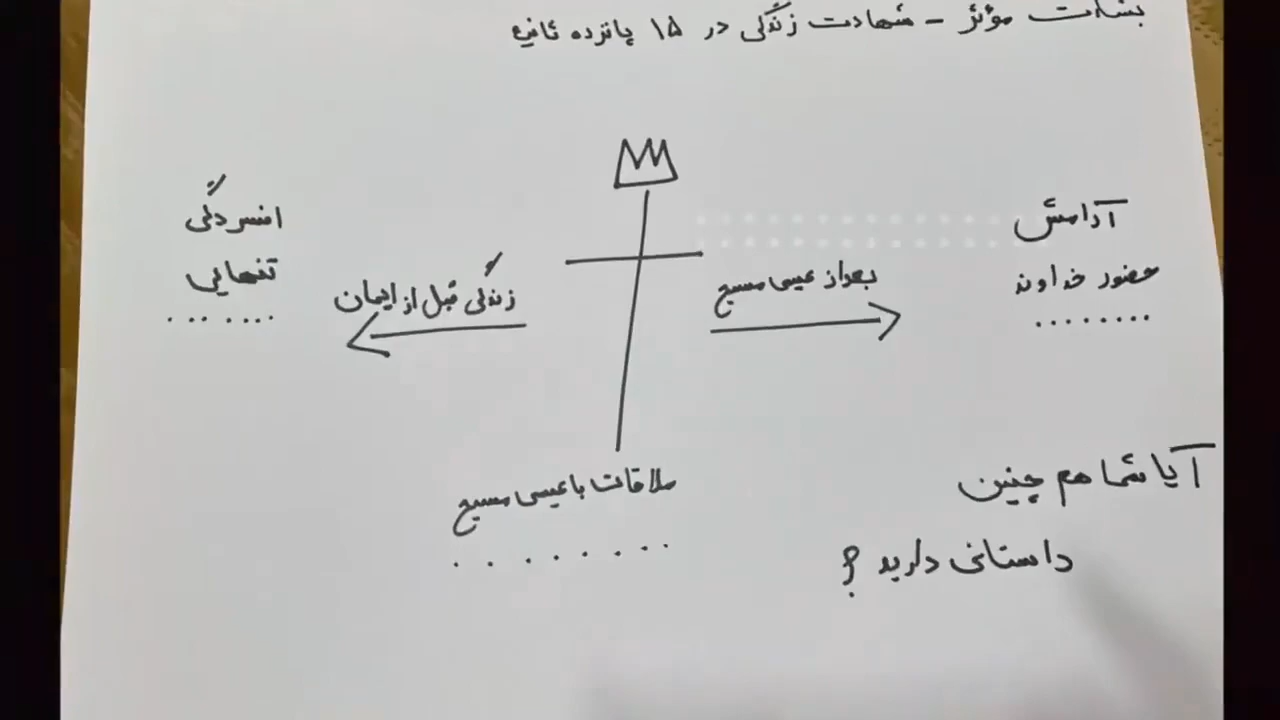 بشارت مؤثر - شهادت زندگی در ۱۵ پانزده ثانیه
آرامش
حضور خداوند
........
بعد از عیسی مسیح
زندگی قبل از ایمان
افسردگی
تنهایی
.......
ملاقات با عیسی مسیح
........
آیا شما هم چنین
داستانی دارید ؟